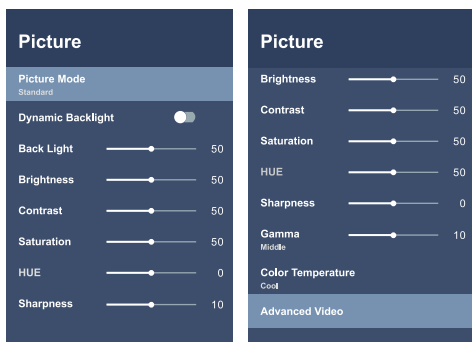 Picture
Picture Mode
Standard
Dynamic Backlight
Back Light 50
Brightness 50
Contrast 50
Saturation 50
HUE 0
Sharpness 10
Picture
Brightness 50
Contrast 50
Saturation 50
HUE 50
Sharpness 0
Gamma 10
Middle
Color Temperature
Cool
Advanced Video